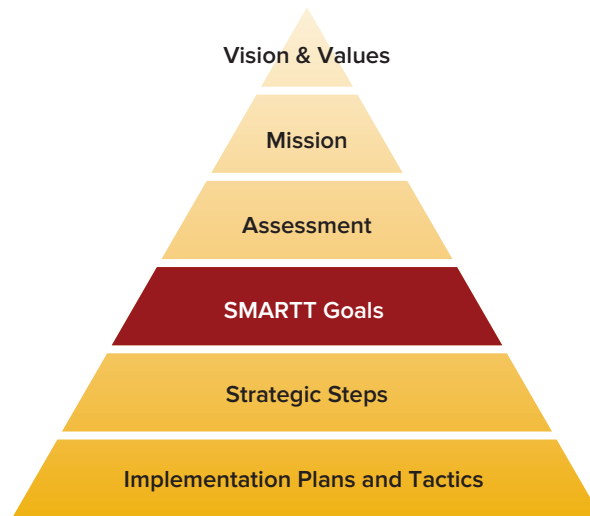 Vision & Values
Mission
Assessment
SMARTT Goals
Strategic Steps
Implementation Plans and Tactics